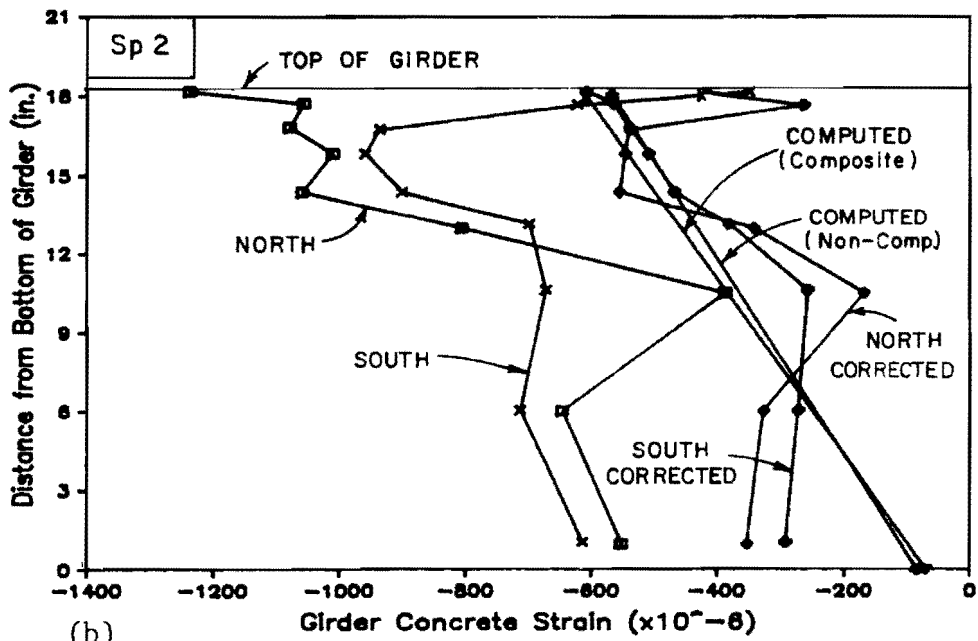 Sp 2
TOP OF GIRDER
COMPUTED
(Composite)
COMPUTED
(Non-Comp.)
NORTH
SOUTH
NORTH
CORRECTED
SOUTH
CORRECTED
Distance from Bottom of Girder (in.)
21
18
15
12
9
6
3
0
-1400
-1200
-1000
-800
-600
-400
-200
0
Girder Concrete Strain (x10^-6)
(b)